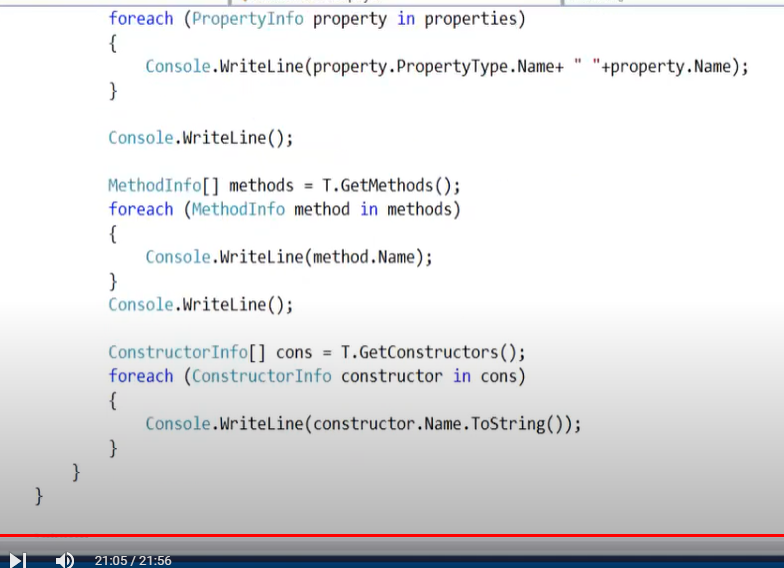 foreach (PropertyInfo property in properties)
{
Console.WriteLine(property.PropertyType.Name+ " "+property.Name);
}
Console.WriteLine();
MethodInfo[] methods = T.GetMethods();
foreach (MethodInfo method in methods)
{
Console.WriteLine(method.Name);
}
Console.WriteLine();
ConstructorInfo[] cons = T.GetConstructors();
foreach (ConstructorInfo constructor in cons)
{
Console.WriteLine(constructor.Name.ToString());
}
}
}
21:05 / 21:56